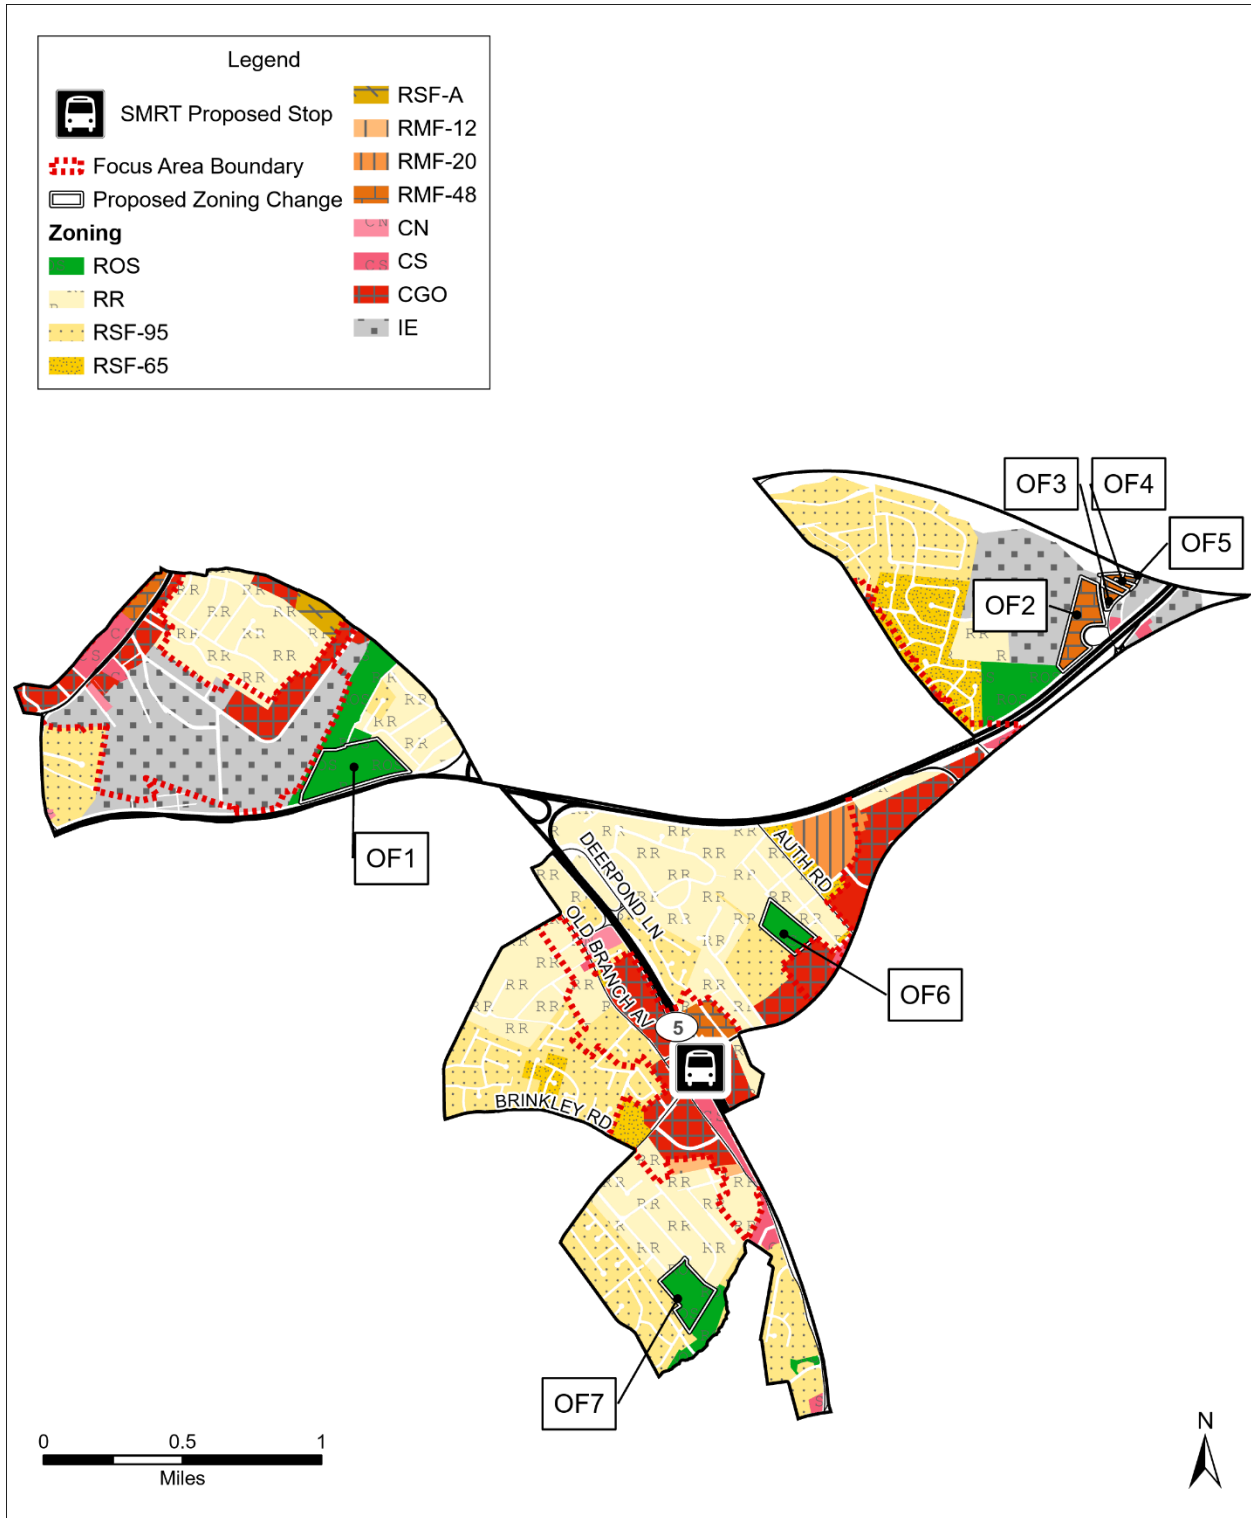 Legend
SMRT Proposed Stop
Focus Area Boundary
Proposed Zoning Change
Zoning
ROS
RR
RSF-95
RSF-65
RSF-A
RMF-12
RMF-20
RMF-48
CN
CS
CGO
IE
OF3
OF4
OF5
OF2
OF1
OF6
OF7
DEERPOND LN
AUTH RD
OLD BRANCH AV
5
BRINKLEY RD
0 0.5 1
Miles
N